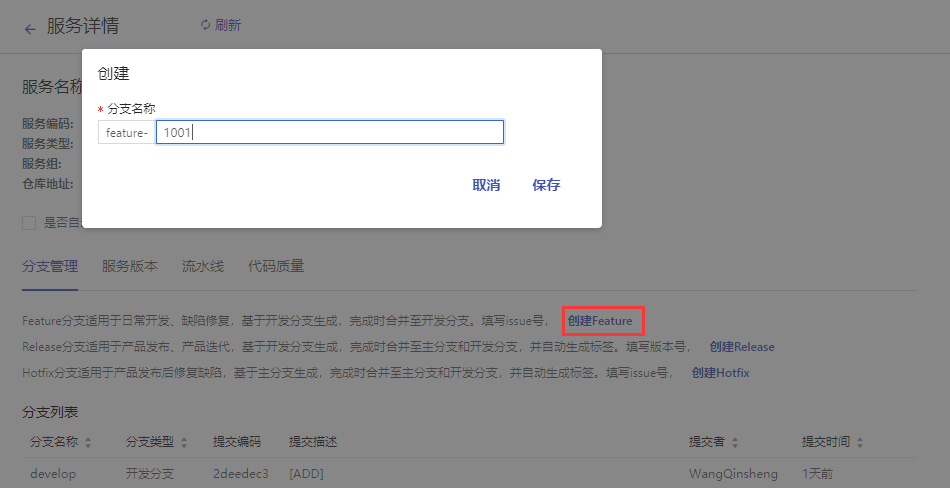 服务详情 刷新
创建
服务名称
* 分支名称
服务编码:
feature- 1001
服务类型:
服务组:
仓库地址:
取消 保存
是否自
分支管理 服务版本 流水线 代码质量
Feature分支适用于日常开发、缺陷修复，基于开发分支生成，完成时合并至开发分支。填写issue号， 创建Feature
Release分支适用于产品发布、产品迭代，基于开发分支生成，完成时合并至主分支和开发分支，并自动生成标签。填写版本号， 创建Release
Hotfix分支适用于产品发布后修复缺陷，基于主分支生成，完成时合并至主分支和开发分支，并自动生成标签。填写issue号， 创建Hotfix
分支列表
分支名称 分支类型 提交编码 提交描述 提交者 提交时间
develop 开发分支 2deedec3 [ADD] WangQinsheng 1天前